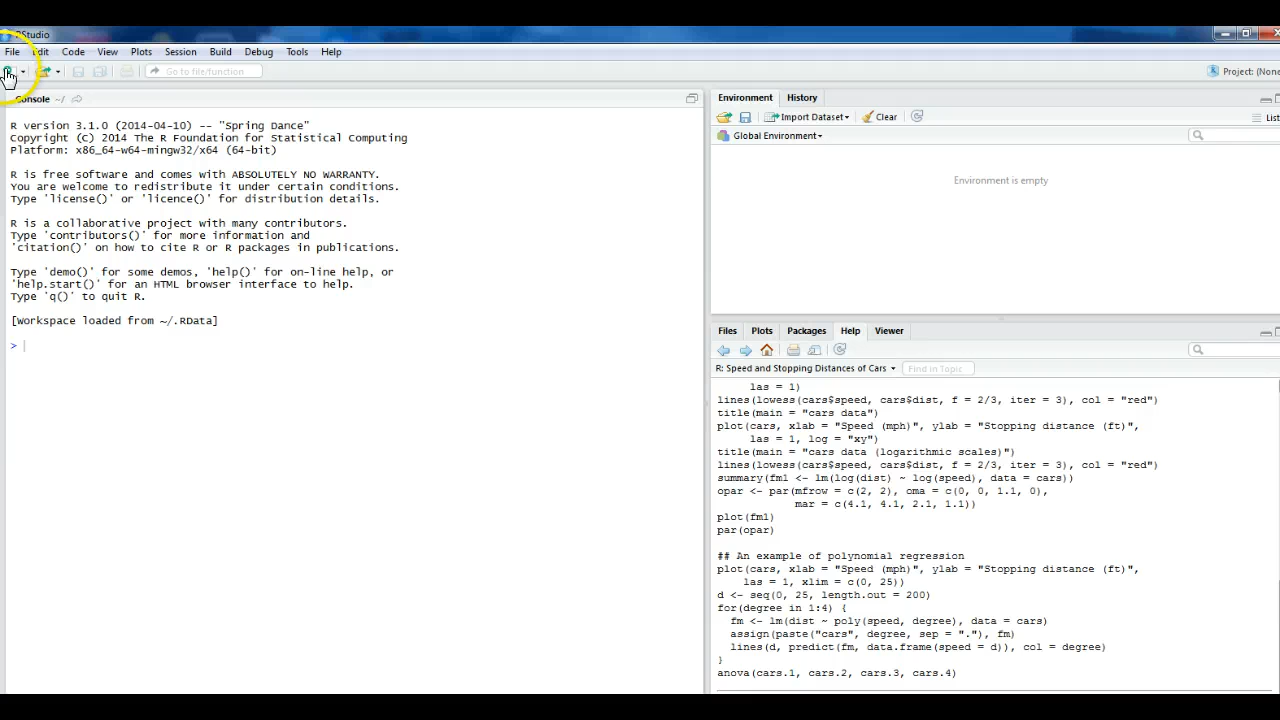 RStudio
File Edit Code View Plots Session Build Debug Tools Help
Go to file/function
Project: (None
Console ~/
R version 3.1.0 (2014-04-10) -- "Spring Dance"
Copyright (C) 2014 The R Foundation for Statistical Computing
Platform: x86_64-w64-mingw32/x64 (64-bit)
R is free software and comes with ABSOLUTELY NO WARRANTY.
You are welcome to redistribute it under certain conditions.
Type 'license()' or 'licence()' for distribution details.
R is a collaborative project with many contributors.
Type 'contributors()' for more information and
'citation()' on how to cite R or R packages in publications.
Type 'demo()' for some demos, 'help()' for on-line help, or
'help.start()' for an HTML browser interface to help.
Type 'q()' to quit R.
[Workspace loaded from ~/.RData]
>
Environment History
Import Dataset Clear
List
Global Environment
Environment is empty
Files Plots Packages Help Viewer
R: Speed and Stopping Distances of Cars Find in Topic
las = 1)
lines(lowess(cars$speed, cars$dist, f = 2/3, iter = 3), col = "red")
title(main = "cars data")
plot(cars, xlab = "Speed (mph)", ylab = "Stopping distance (ft)",
las = 1, log = "xy")
title(main = "cars data (logarithmic scales)")
lines(lowess(cars$speed, cars$dist, f = 2/3, iter = 3), col = "red")
summary(fm1 <- lm(log(dist) ~ log(speed), data = cars))
opar <- par(mfrow = c(2, 2), oma = c(0, 0, 1.1, 0),
mar = c(4.1, 4.1, 2.1, 1.1))
plot(fm1)
par(opar)
## An example of polynomial regression
plot(cars, xlab = "Speed (mph)", ylab = "Stopping distance (ft)",
las = 1, xlim = c(0, 25))
d <- seq(0, 25, length.out = 200)
for(degree in 1:4) {
fm <- lm(dist ~ poly(speed, degree), data = cars)
assign(paste("cars", degree, sep = "."), fm)
lines(d, predict(fm, data.frame(speed = d)), col = degree)
}
anova(cars.1, cars.2, cars.3, cars.4)